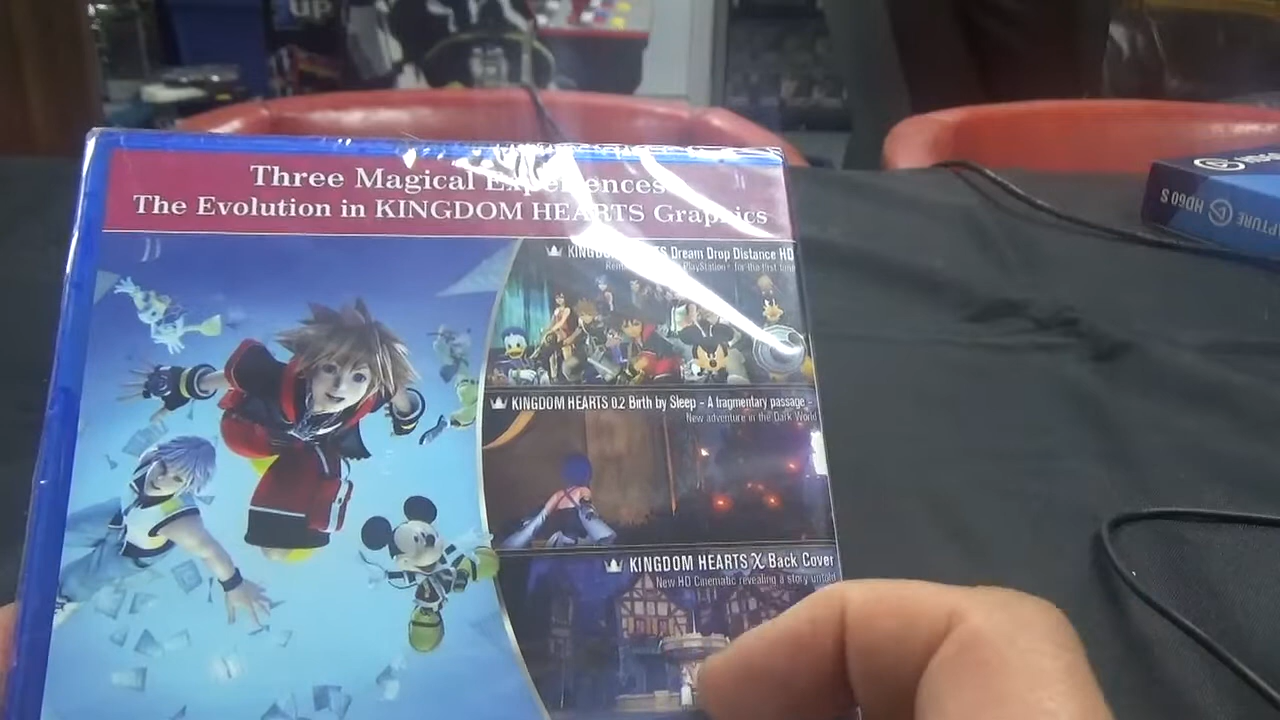 UP
Three Magical Experiences
The Evolution in KINGDOM HEARTS Graphics
KINGDOM HEARTS Dream Drop Distance HD
PlayStation® for the first time
KINGDOM HEARTS 0.2 Birth by Sleep - A fragmentary passage -
New adventure in the Dark World
KINGDOM HEARTS χ Back Cover
New HD Cinematic revealing a story untold
HD60 S